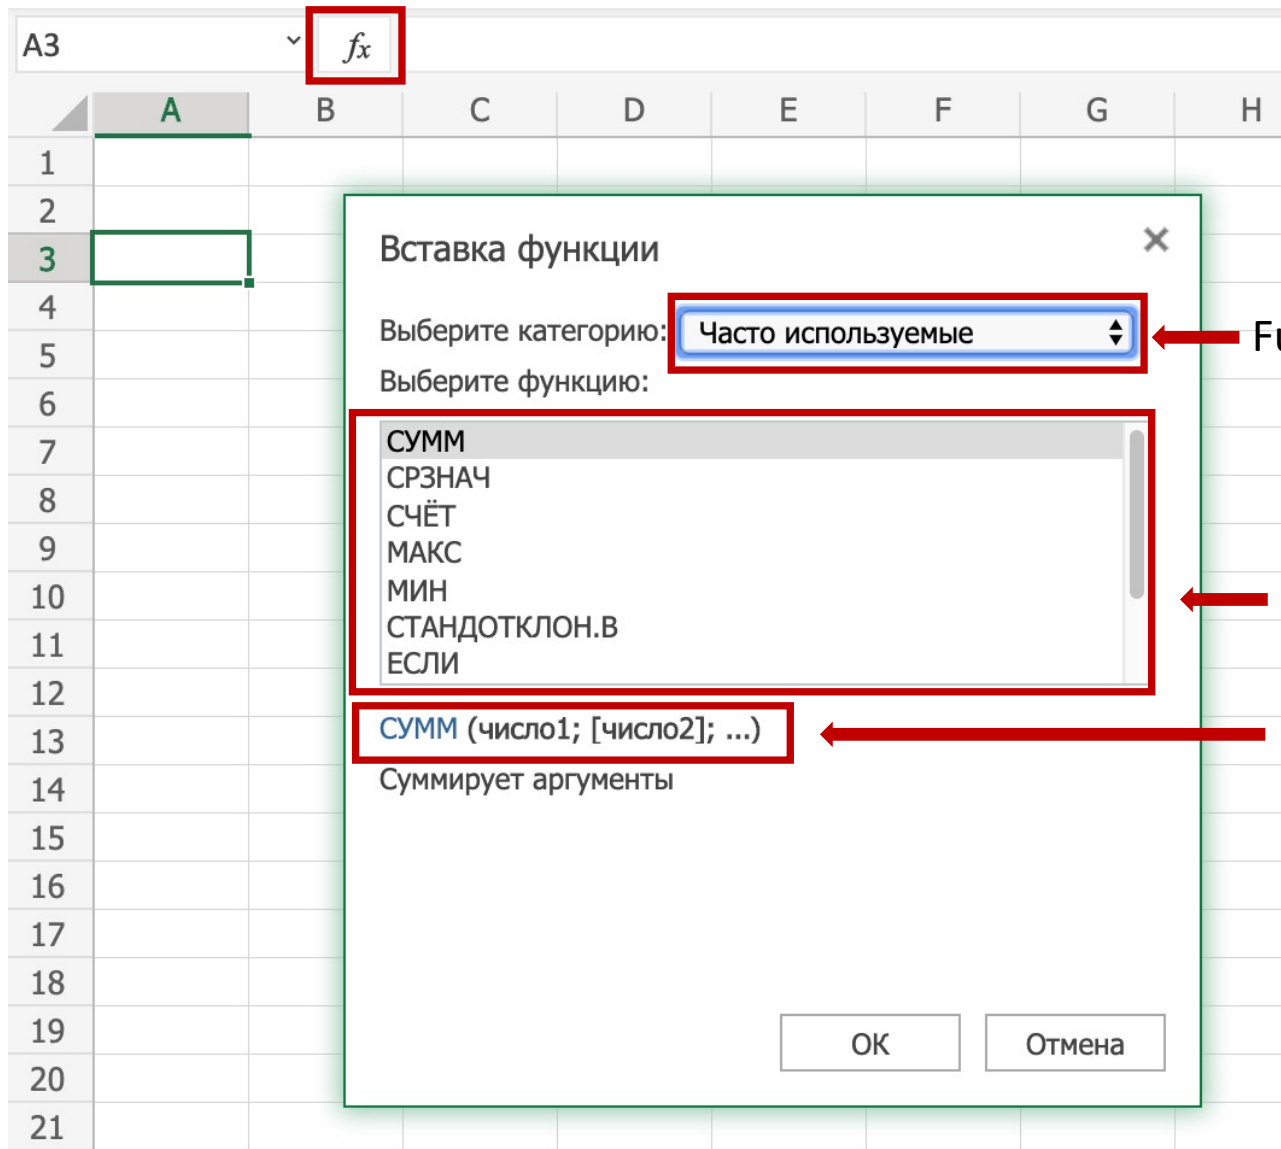 A3 fx
A B C D E F G H
1
2
3
4
5
6
7
8
9
10
11
12
13
14
15
16
17
18
19
20
21
Вставка функции
Выберите категорию: Часто используемые
Fu
Выберите функцию:
СУММ
СРЗНАЧ
СЧЁТ
МАКС
МИН
СТАНДОТКЛОН.В
ЕСЛИ
СУММ (число1; [число2]; ...)
Суммирует аргументы
ОК Отмена